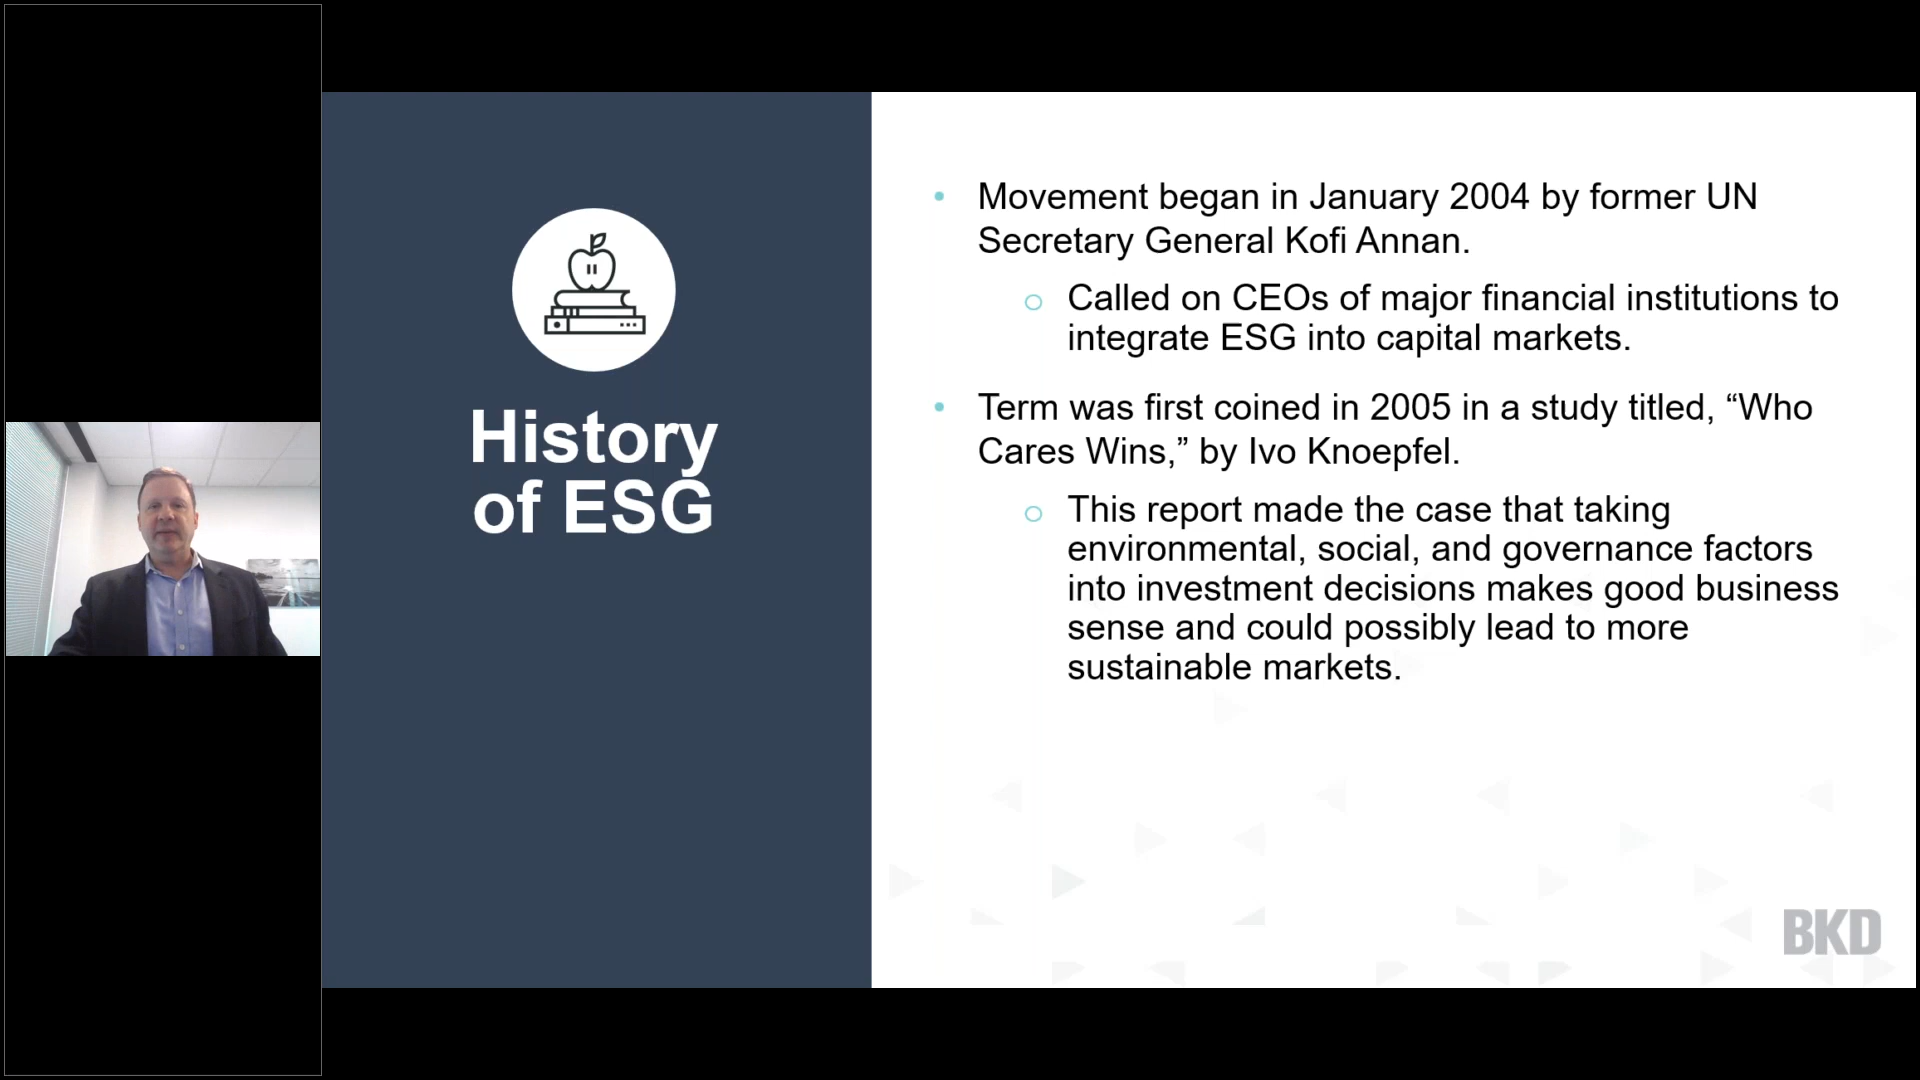 History
of ESG
• Movement began in January 2004 by former UN
Secretary General Kofi Annan.
o Called on CEOs of major financial institutions to
integrate ESG into capital markets.
• Term was first coined in 2005 in a study titled, “Who
Cares Wins,” by Ivo Knoepfel.
o This report made the case that taking
environmental, social, and governance factors
into investment decisions makes good business
sense and could possibly lead to more
sustainable markets.
BKD